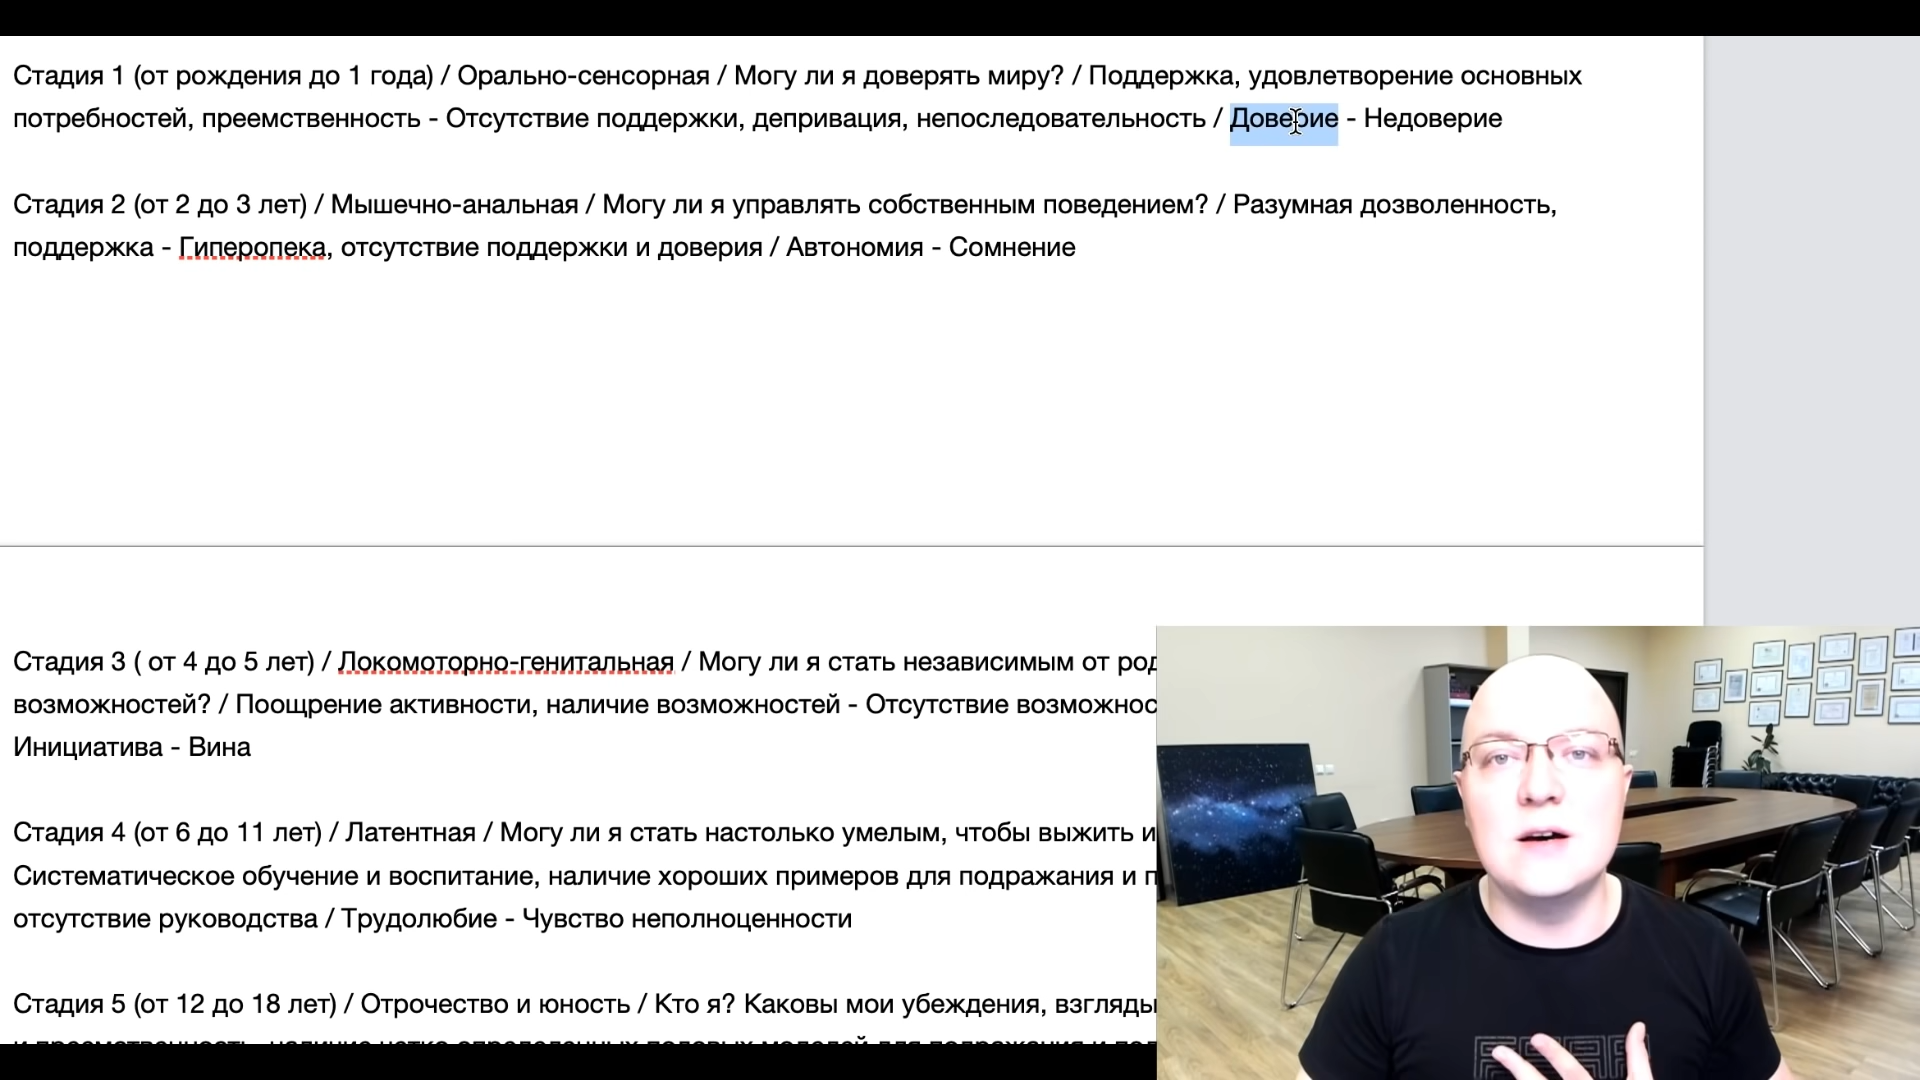 Стадия 1 (от рождения до 1 года) / Орально-сенсорная / Могу ли я доверять миру? / Поддержка, удовлетворение основных
потребностей, преемственность - Отсутствие поддержки, депривация, непоследовательность / Доверие - Недоверие
Стадия 2 (от 2 до 3 лет) / Мышечно-анальная / Могу ли я управлять собственным поведением? / Разумная дозволенность,
поддержка - Гиперопека, отсутствие поддержки и доверия / Автономия - Сомнение
Стадия 3 ( от 4 до 5 лет) / Локомоторно-генитальная / Могу ли я стать независимым от
возможностей? / Поощрение активности, наличие возможностей - Отсутствие
Инициатива - Вина
Стадия 4 (от 6 до 11 лет) / Латентная / Могу ли я стать настолько умелым, чтобы выжить и
Систематическое обучение и воспитание, наличие хороших примеров для подражания и
отсутствие руководства / Трудолюбие - Чувство неполноценности
Стадия 5 (от 12 до 18 лет) / Отрочество и юность / Кто я? Каковы мои убеждения, взгляды